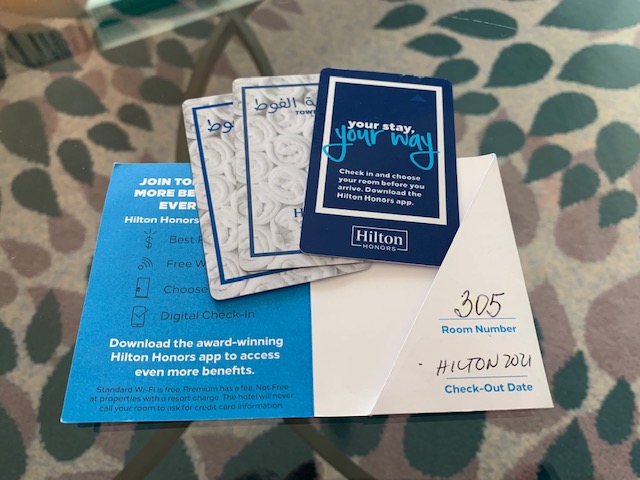 JOIN
MORE
EVER
Hilton Honors
Best
Free
Choose
Digital Check-In
Download the award-winning
Hilton Honors app to access
even more benefits.
Standard Wi-Fi is free. Premium has a fee. Not Free
at properties with a resort charge. The hotel will never
call your room to ask for credit card information.
الفوط
TOWE
your stay,
your way
Check in and choose
your room before you
arrive. Download the
Hilton Honors app.
Hilton
HONORS
305
Room Number
HILTON 2021
Check-Out Date